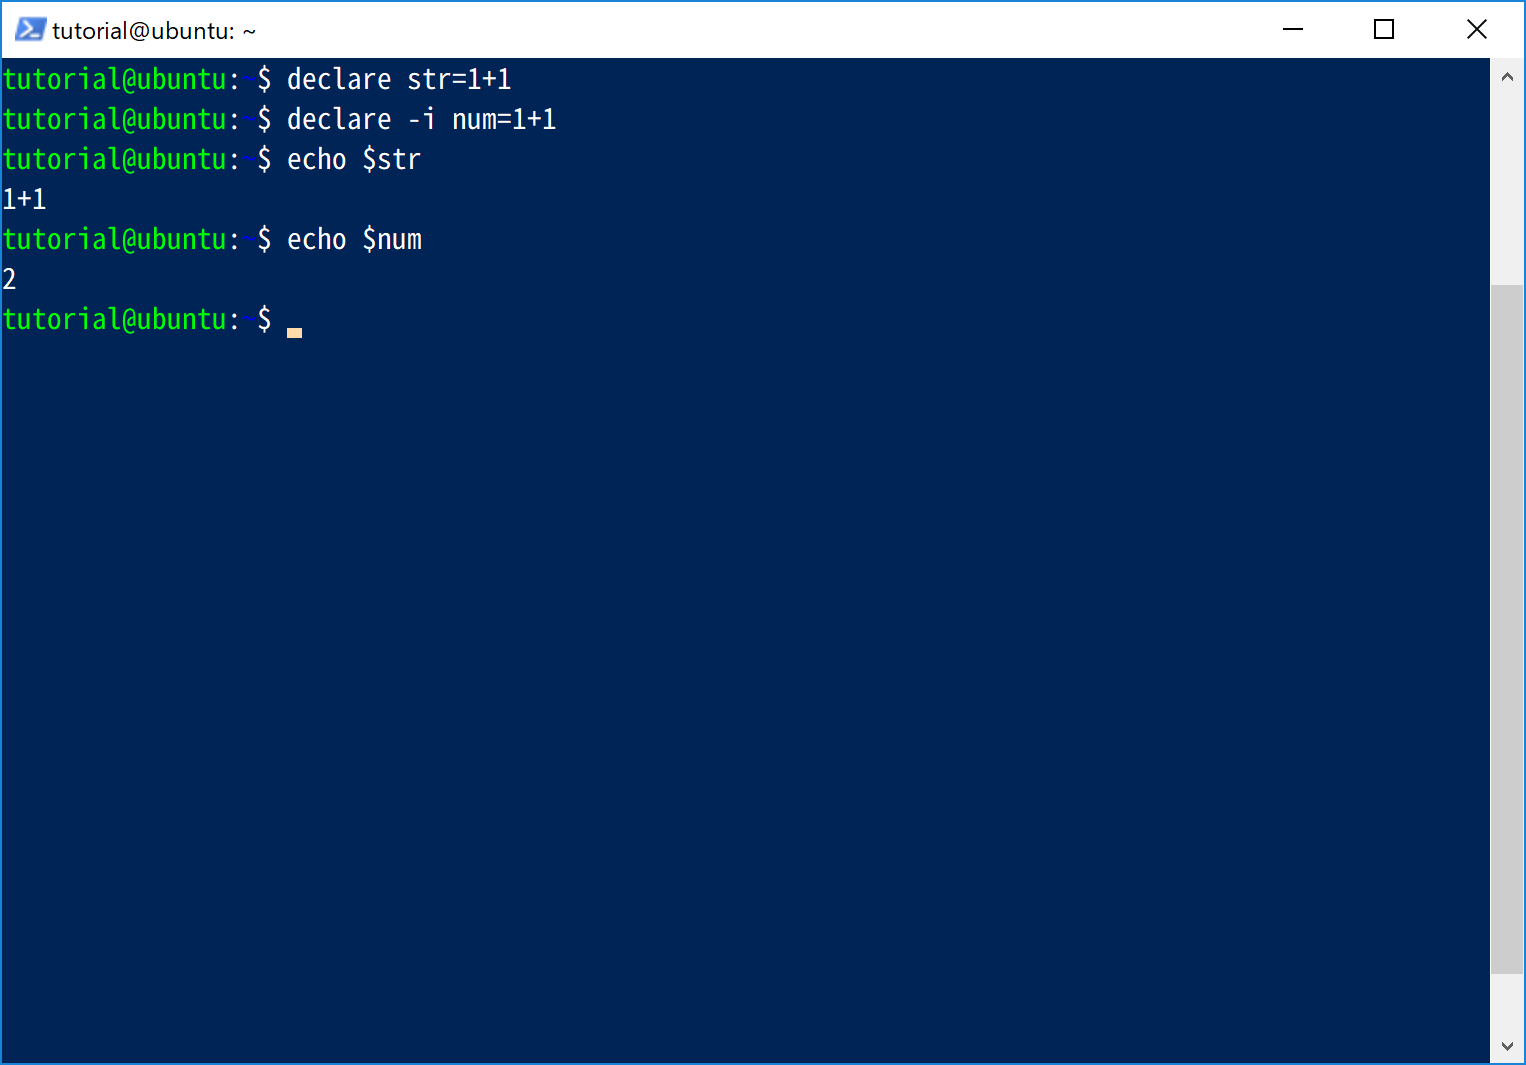 tutorial@ubuntu: ~
tutorial@ubuntu:~$ declare str=1+1
tutorial@ubuntu:~$ declare -i num=1+1
tutorial@ubuntu:~$ echo $str
1+1
tutorial@ubuntu:~$ echo $num
2
tutorial@ubuntu:~$